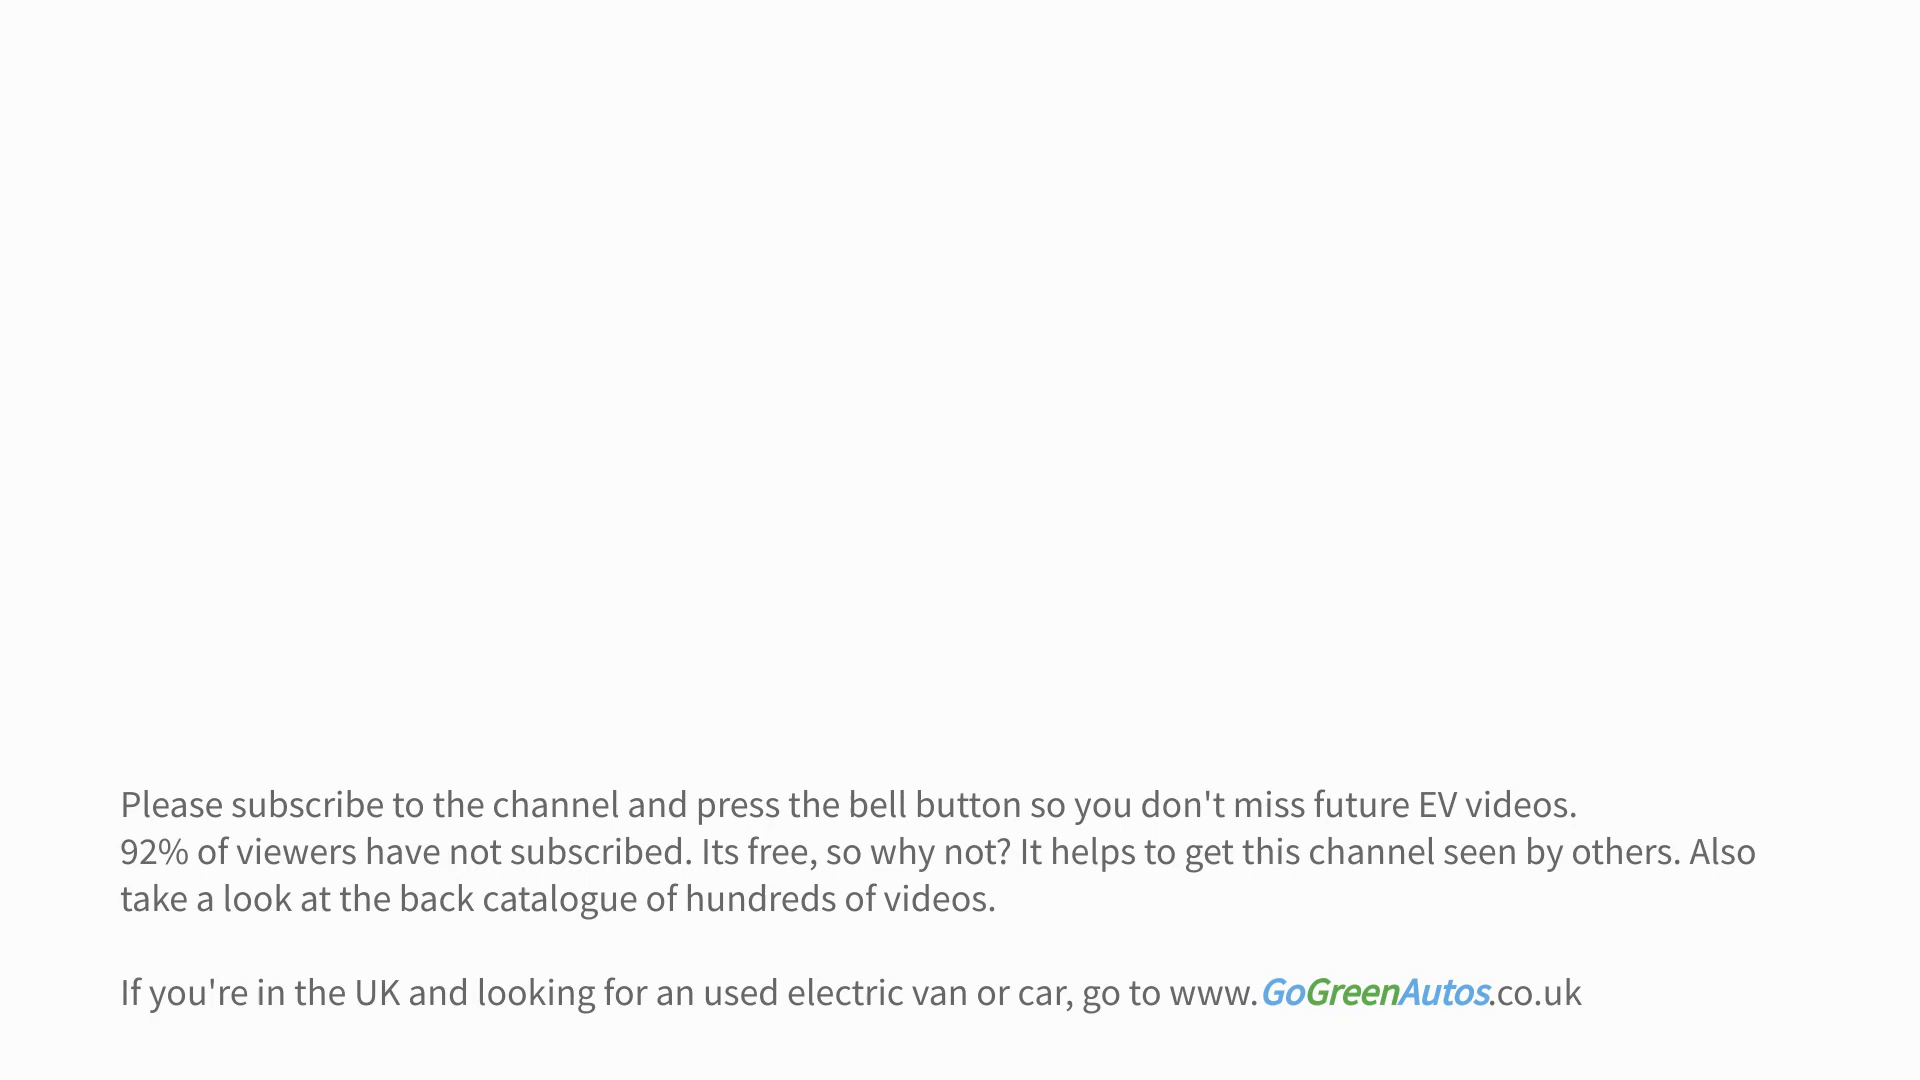 Please subscribe to the channel and press the bell button so you don't miss future EV videos.
92% of viewers have not subscribed. Its free, so why not? It helps to get this channel seen by others. Also
take a look at the back catalogue of hundreds of videos.
If you're in the UK and looking for an used electric van or car, go to www.GoGreenAutos.co.uk